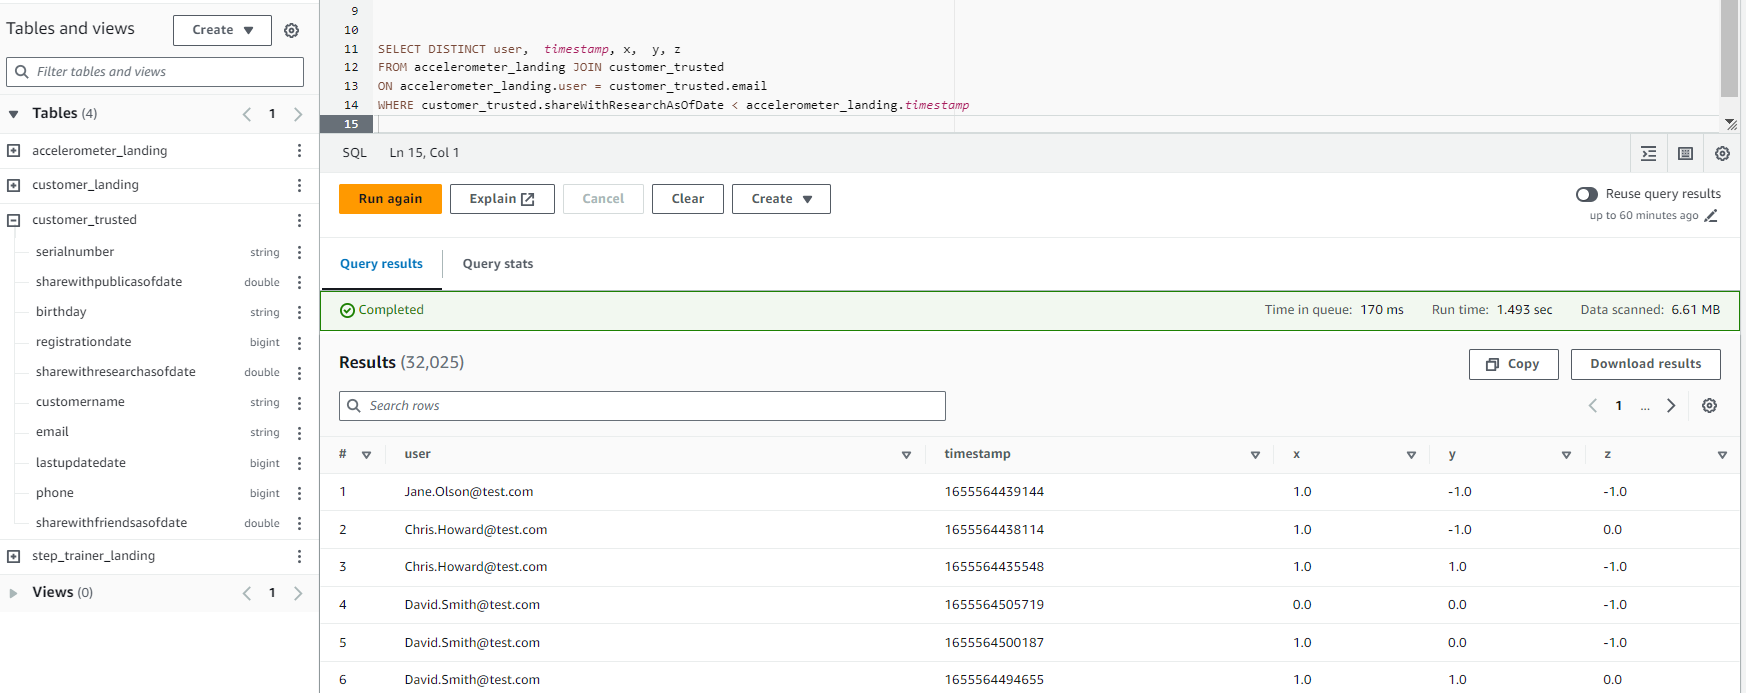 Tables and views
Create
Filter tables and views
Tables (4)
1
accelerometer_landing
customer_landing
customer_trusted
serialnumber string
sharewithpublicasofdate double
birthday string
registrationdate bigint
sharewithresearchasofdate double
customername string
email string
lastupdatedate bigint
phone bigint
sharewithfriendsasofdate double
step_trainer_landing
Views (0)
1
9
10
11 SELECT DISTINCT user, timestamp, x, y, z
12 FROM accelerometer_landing JOIN customer_trusted
13 ON accelerometer_landing.user = customer_trusted.email
14 WHERE customer_trusted.shareWithResearchAsOfDate < accelerometer_landing.timestamp
15
SQL Ln 15, Col 1
Run again Explain Cancel Clear Create
Reuse query results
up to 60 minutes ago
Query results Query stats
Completed Time in queue: 170 ms Run time: 1.493 sec Data scanned: 6.61 MB
Results (32,025) Copy Download results
Search rows
1 ...
# user timestamp x y z
1 Jane.Olson@test.com 1655564439144 1.0 -1.0 -1.0
2 Chris.Howard@test.com 1655564438114 1.0 -1.0 0.0
3 Chris.Howard@test.com 1655564435548 1.0 1.0 -1.0
4 David.Smith@test.com 1655564505719 0.0 0.0 -1.0
5 David.Smith@test.com 1655564500187 1.0 0.0 -1.0
6 David.Smith@test.com 1655564494655 1.0 1.0 0.0